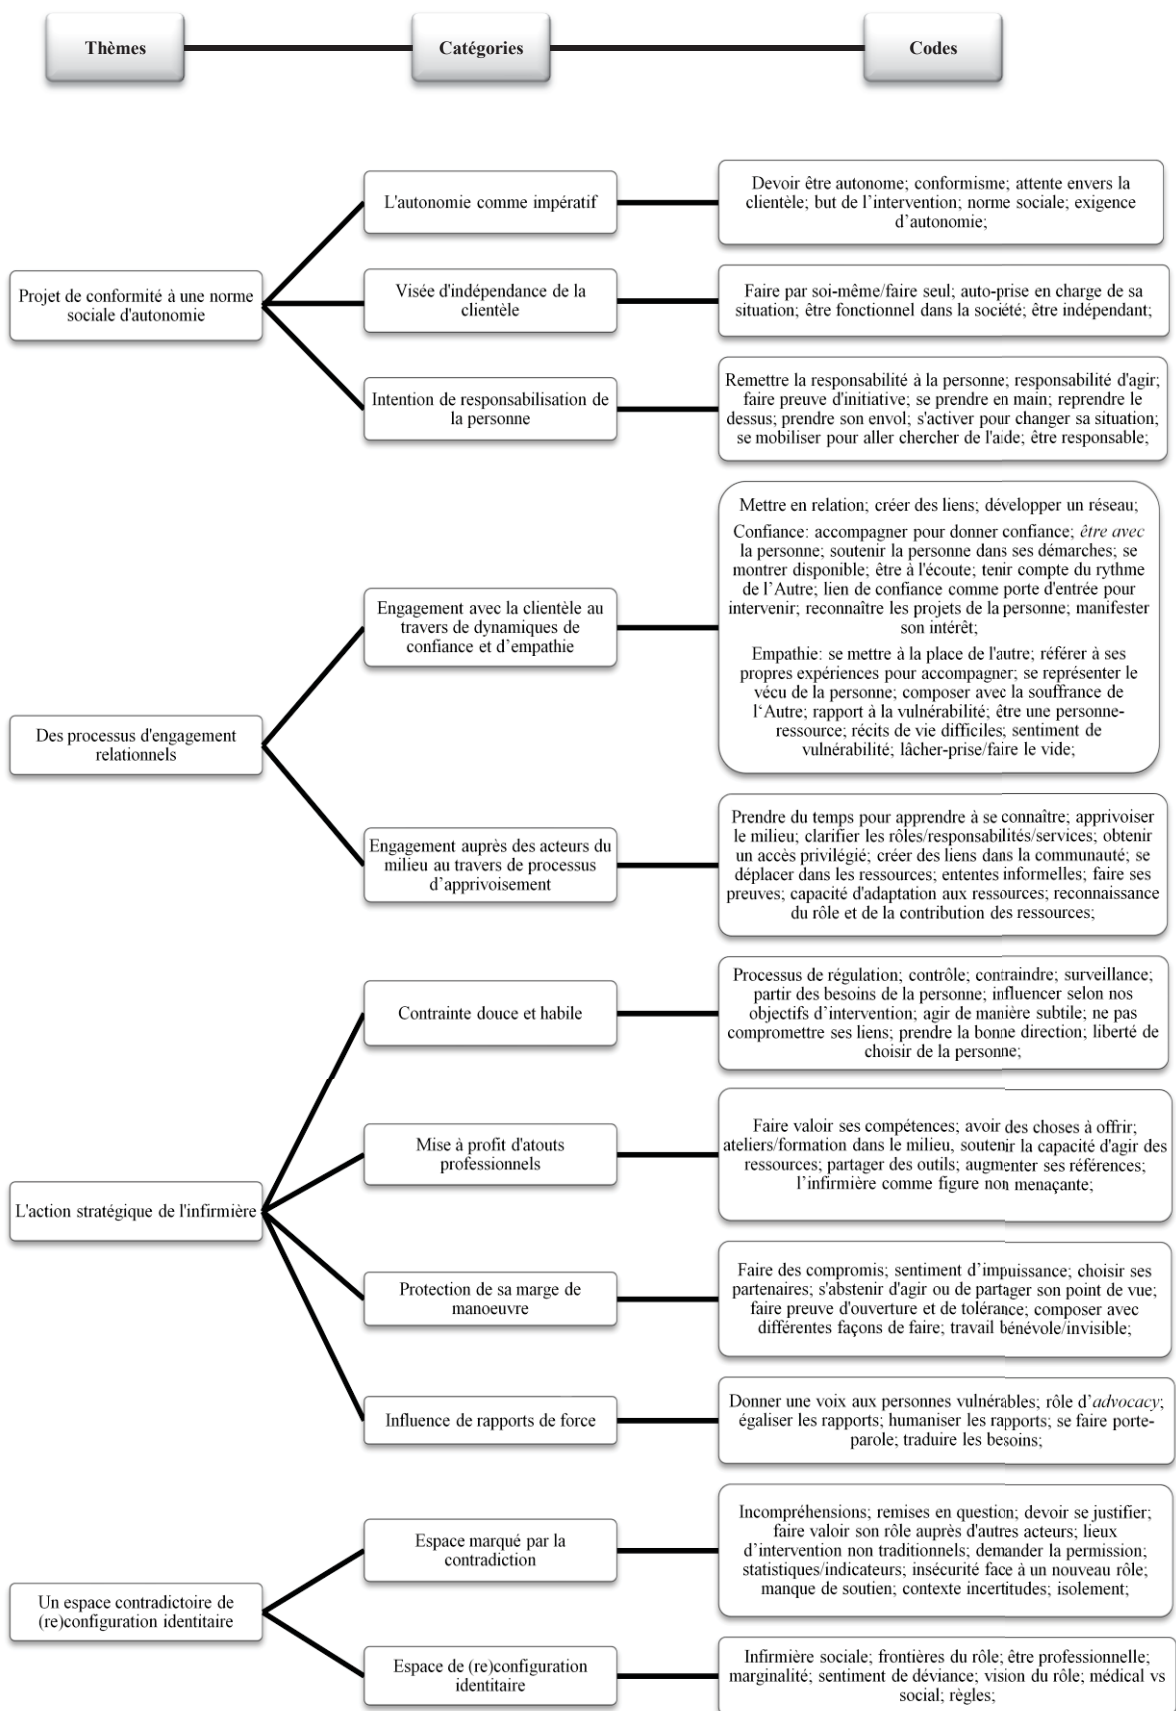 Thèmes
Catégories
Codes
Projet de conformité à une norme
sociale d'autonomie
L'autonomie comme impératif
Devoir être autonome; conformisme; attente envers la
clientèle; but de l’intervention; norme sociale; exigence
d’autonomie;
Visée d'indépendance de la
clientèle
Faire par soi-même/faire seul; auto-prise en charge de sa
situation; être fonctionnel dans la société; être indépendant;
Intention de responsabilisation de
la personne
Remettre la responsabilité à la personne; responsabilité d'agir;
faire preuve d'initiative; se prendre en main; reprendre le
dessus; prendre son envol; s'activer pour changer sa situation;
se mobiliser pour aller chercher de l'aide; être responsable;
Des processus d'engagement
relationnels
Engagement avec la clientèle au
travers de dynamiques de
confiance et d’empathie
Mettre en relation; créer des liens; développer un réseau;
Confiance: accompagner pour donner confiance; être avec
la personne; soutenir la personne dans ses démarches; se
montrer disponible; être à l'écoute; tenir compte du rythme
de l’Autre; lien de confiance comme porte d'entrée pour
intervenir; reconnaître les projets de la personne; manifester
son intérêt;
Empathie: se mettre à la place de l'autre; référer à ses
propres expériences pour accompagner; se représenter le
vécu de la personne; composer avec la souffrance de
l‘Autre; rapport à la vulnérabilité; être une personne-
ressource; récits de vie difficiles; sentiment de
vulnérabilité; lâcher-prise/faire le vide;
Engagement auprès des acteurs du
milieu au travers de processus
d’apprivoisement
Prendre du temps pour apprendre à se connaître; apprivoiser
le milieu; clarifier les rôles/responsabilités/services; obtenir
un accès privilégié; créer des liens dans la communauté; se
déplacer dans les ressources; ententes informelles; faire ses
preuves; capacité d'adaptation aux ressources; reconnaissance
du rôle et de la contribution des ressources;
L'action stratégique de l'infirmière
Contrainte douce et habile
Processus de régulation; contrôle; contraindre; surveillance;
partir des besoins de la personne; influencer selon nos
objectifs d’intervention; agir de manière subtile; ne pas
compromettre ses liens; prendre la bonne direction; liberté de
choisir de la personne;
Mise à profit d'atouts
professionnels
Faire valoir ses compétences; avoir des choses à offrir;
ateliers/formation dans le milieu, soutenir la capacité d'agir des
ressources; partager des outils; augmenter ses références;
l’infirmière comme figure non menaçante;
Protection de sa marge de
manoeuvre
Faire des compromis; sentiment d’impuissance; choisir ses
partenaires; s'abstenir d'agir ou de partager son point de vue;
faire preuve d'ouverture et de tolérance; composer avec
différentes façons de faire; travail bénévole/invisible;
Influence de rapports de force
Donner une voix aux personnes vulnérables; rôle d’advocacy;
égaliser les rapports; humaniser les rapports; se faire porte-
parole; traduire les besoins;
Un espace contradictoire de
(re)configuration identitaire
Espace marqué par la
contradiction
Incompréhensions; remises en question; devoir se justifier;
faire valoir son rôle auprès d'autres acteurs; lieux
d’intervention non traditionnels; demander la permission;
statistiques/indicateurs; insécurité face à un nouveau rôle;
manque de soutien; contexte incertitudes; isolement;
Espace de (re)configuration
identitaire
Infirmière sociale; frontières du rôle; être professionnelle;
marginalité; sentiment de déviance; vision du rôle; médical vs
social; règles;